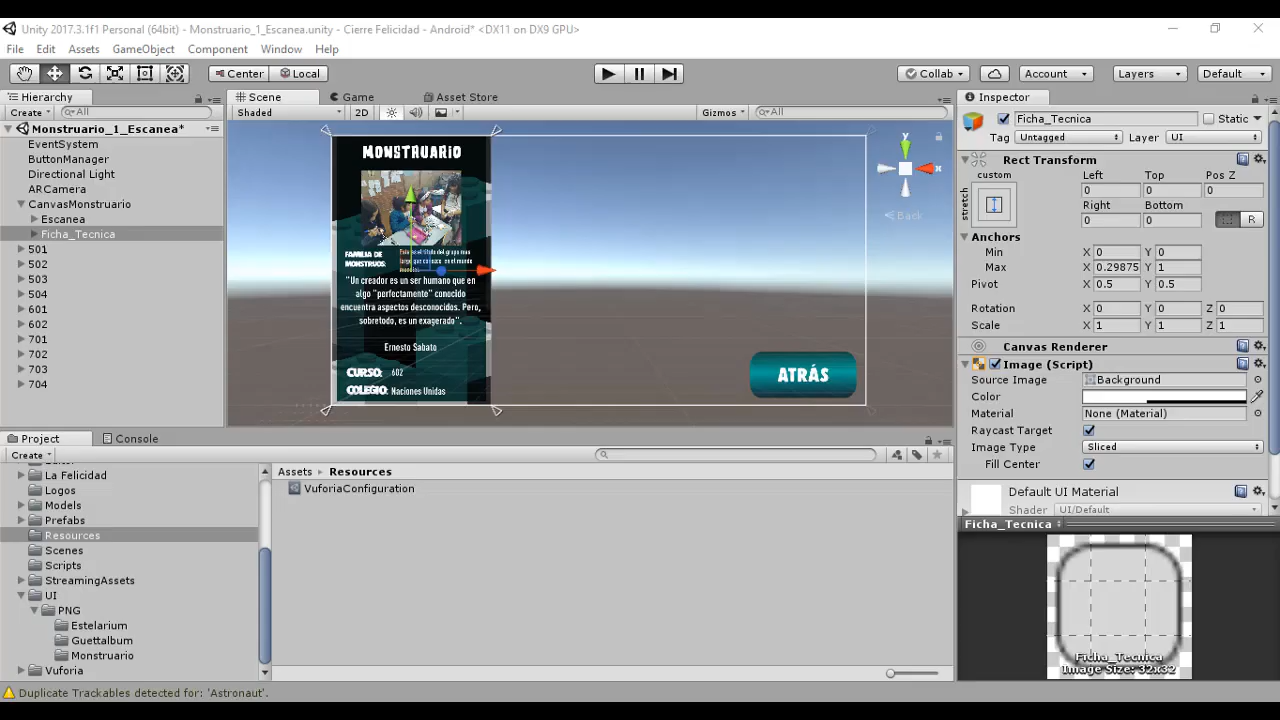 Unity 2017.3.1f1 Personal (64bit) - Monstruario_1_Escanea.unity - Cierre Felicidad - Android* <DX11 on DX9 GPU>
File Edit Assets GameObject Component Window Help
Center Local Collab Account Layers Default
Hierarchy
Create All
Monstruario_1_Escanea*
EventSystem
ButtonManager
Directional Light
ARCamera
CanvasMonstruario
Escanea
Ficha_Tecnica
501
502
503
504
601
602
701
702
703
704
Scene Game Asset Store
Shaded 2D Gizmos All
MONSTRUARIO
FAMILIA DE
MONSTRUOS:
"Un creador es un ser humano que en
algo "perfectamente" conocido
encuentra aspectos desconocidos. Pero,
sobretodo, es un exagerado".
Ernesto Sabato
CURSO: 602
COLEGIO: Naciones Unidas
ATRÁS
y
x
Back
Inspector
Ficha_Tecnica Static
Tag Untagged Layer UI
Rect Transform
custom Left Top Pos Z
stretch 0 0 0
Right Bottom
0 0 R
Anchors
Min X 0 Y 0
Max X 0.29875 Y 1
Pivot X 0.5 Y 0.5
Rotation X 0 Y 0 Z 0
Scale X 1 Y 1 Z 1
Canvas Renderer
Image (Script)
Source Image Background
Color
Material None (Material)
Raycast Target
Image Type Sliced
Fill Center
Default UI Material
Shader UI/Default
Ficha_Tecnica
Ficha_Tecnica
Image Size: 32x32
Project Console
Create
La Felicidad
Logos
Models
Prefabs
Resources
Scenes
Scripts
StreamingAssets
UI
PNG
Estelarium
Guettalbum
Monstruario
Vuforia
Assets Resources
VuforiaConfiguration
Duplicate Trackables detected for: 'Astronaut'.